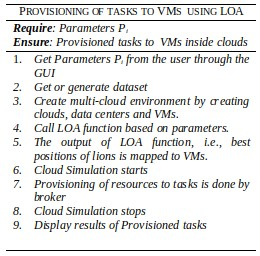 PROVISIONING OF TASKS TO VMS USING LOA
Require: Parameters Pi
Ensure: Provisioned tasks to VMs inside clouds
1. Get Parameters Pi from the user through the
GUI
2. Get or generate dataset
3. Create multi-cloud environment by creating
clouds, data centers and VMs.
4. Call LOA function based on parameters.
5. The output of LOA function, i.e., best
positions of lions is mapped to VMs.
6. Cloud Simulation starts
7. Provisioning of resources to tasks is done by
broker
8. Cloud Simulation stops
9. Display results of Provisioned tasks